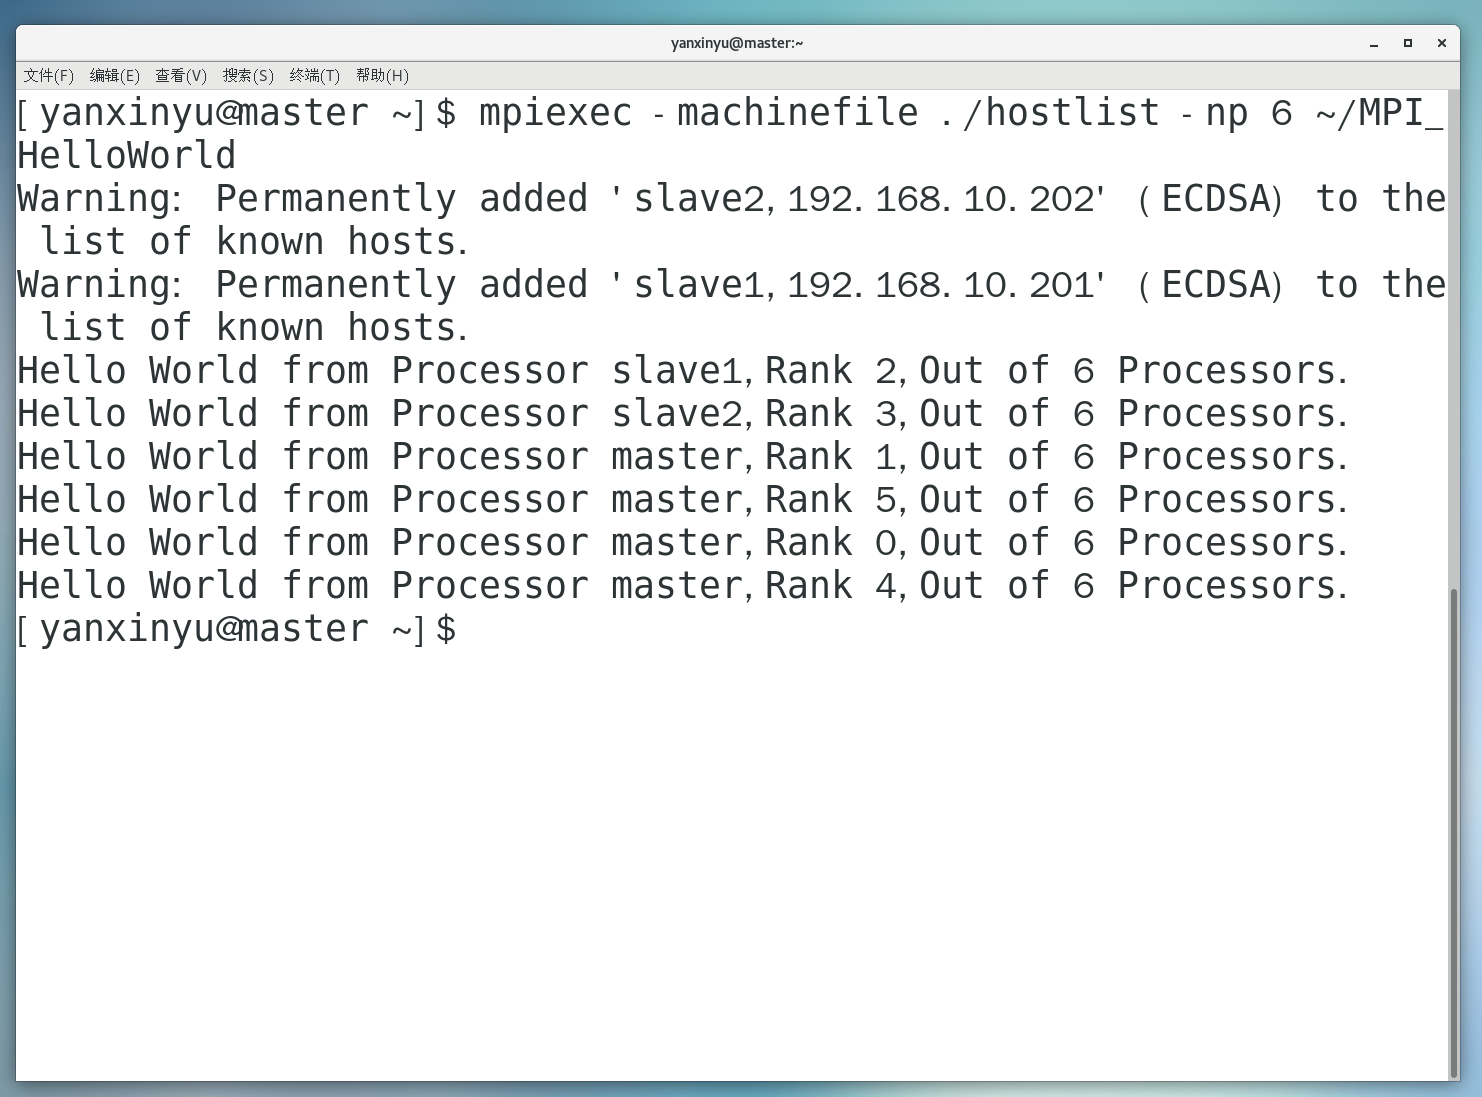 yanxinyu@master:~
文件(F) 编辑(E) 查看(V) 搜索(S) 终端(T) 帮助(H)
[yanxinyu@master ~]$ mpiexec -machinefile ./hostlist -np 6 ~/MPI_
HelloWorld
Warning: Permanently added 'slave2,192.168.10.202' (ECDSA) to the
 list of known hosts.
Warning: Permanently added 'slave1,192.168.10.201' (ECDSA) to the
 list of known hosts.
Hello World from Processor slave1,Rank 2,Out of 6 Processors.
Hello World from Processor slave2,Rank 3,Out of 6 Processors.
Hello World from Processor master,Rank 1,Out of 6 Processors.
Hello World from Processor master,Rank 5,Out of 6 Processors.
Hello World from Processor master,Rank 0,Out of 6 Processors.
Hello World from Processor master,Rank 4,Out of 6 Processors.
[yanxinyu@master ~]$